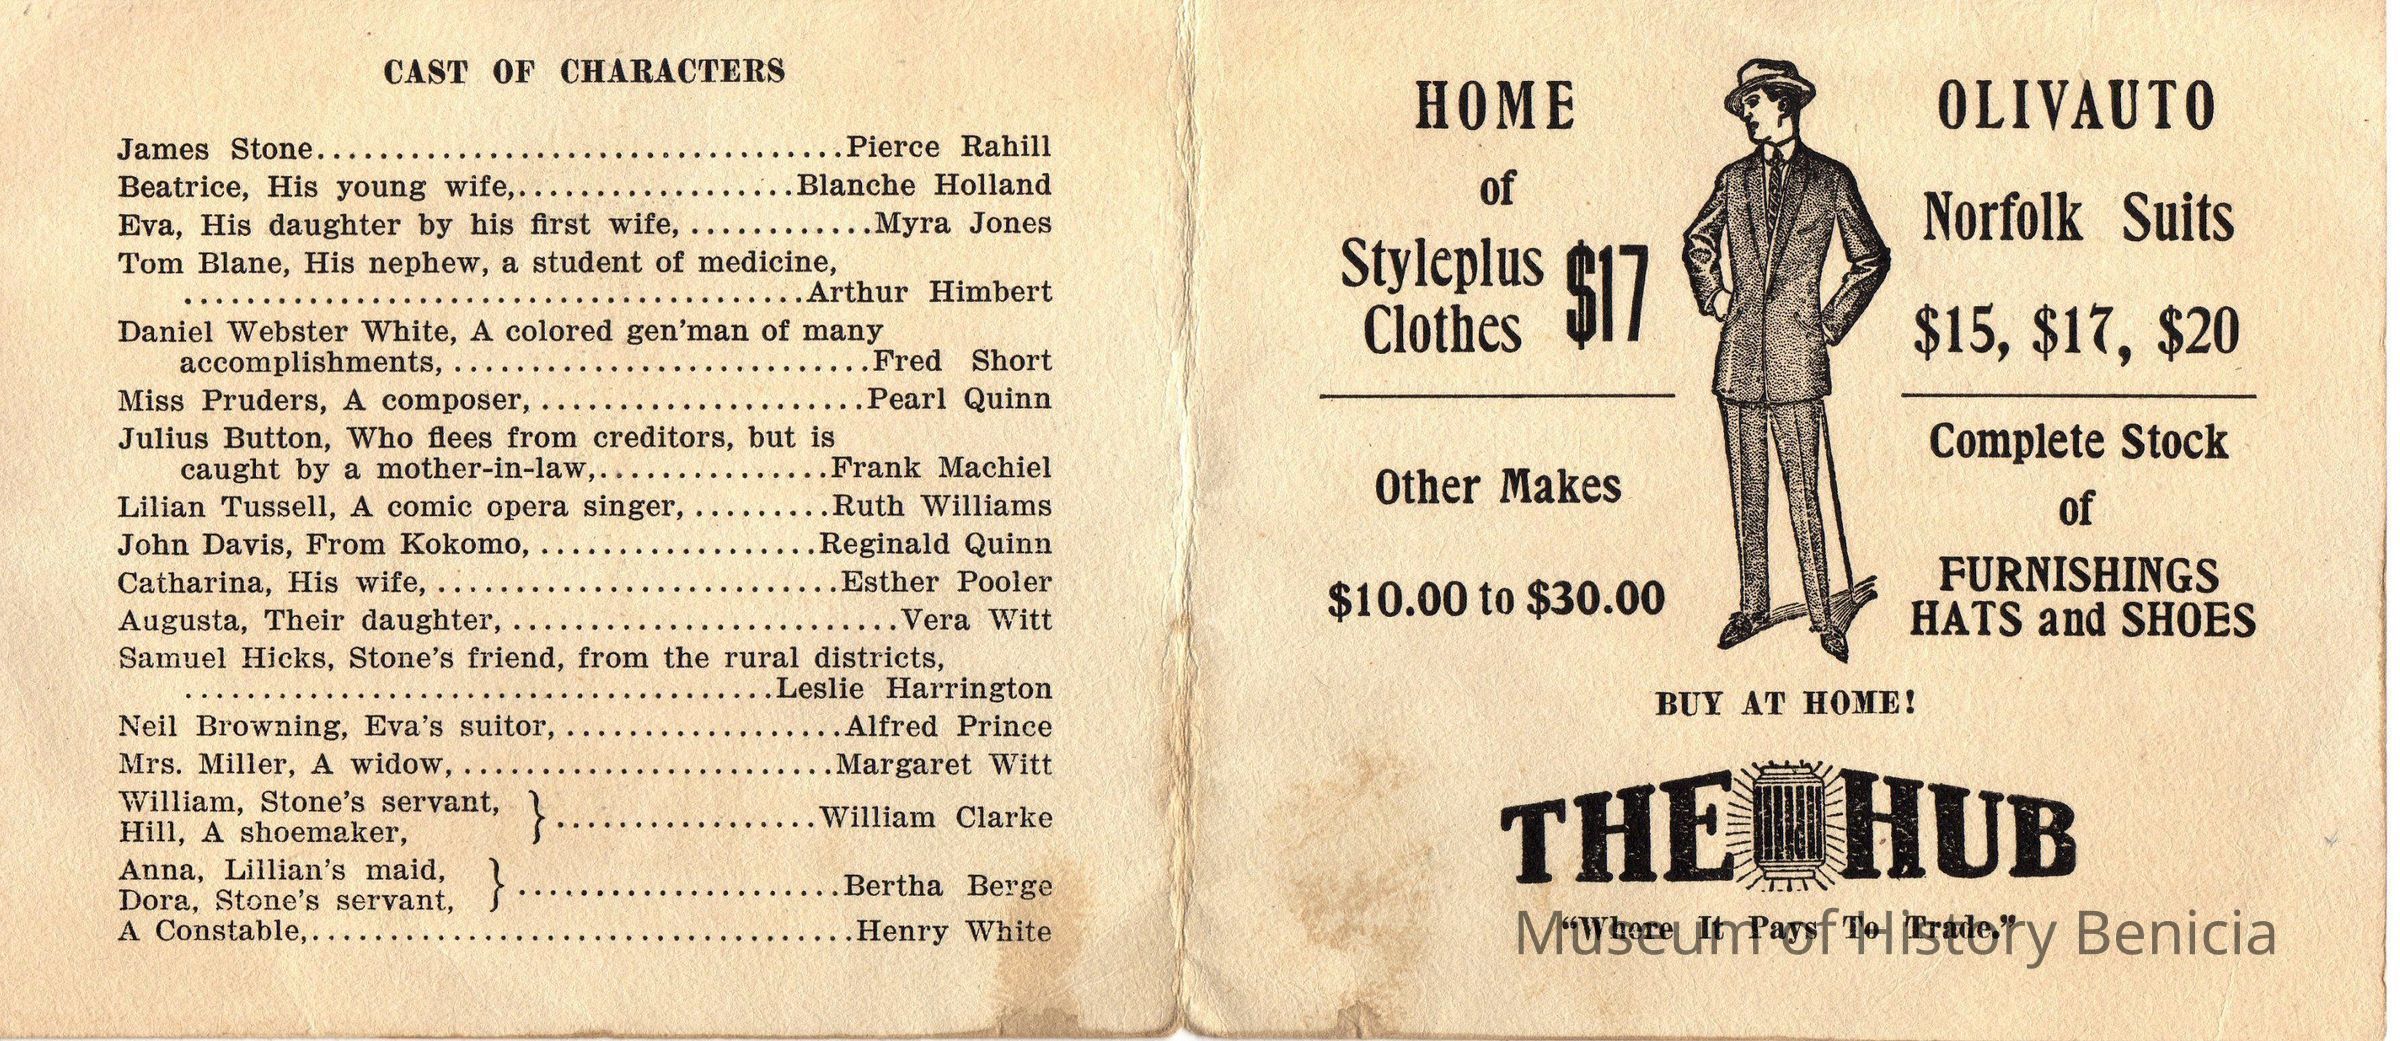 CAST OF CHARACTERS
James Stone..................................Pierce Rahill
Beatrice, His young wife,..................Blanche Holland
Eva, His daughter by his first wife, ............Myra Jones
Tom Blane, His nephew, a student of medicine,
........................................Arthur Himbert
Daniel Webster White, A colored gen'man of many
accomplishments, ...........................Fred Short
Miss Pruders, A composer, .....................Pearl Quinn
Julius Button, Who flees from creditors, but is
caught by a mother-in-law,...............Frank Machiel
Lilian Tussell, A comic opera singer, .........Ruth Williams
John Davis, From Kokomo, ..................Reginald Quinn
Catharina, His wife, ..........................Esther Pooler
Augusta, Their daughter, .........................Vera Witt
Samuel Hicks, Stone's friend, from the rural districts,
......................................Leslie Harrington
Neil Browning, Eva's suitor, ..................Alfred Prince
Mrs. Miller, A widow, ........................Margaret Witt
William, Stone's servant,
Hill, A shoemaker, } .................William Clarke
Anna, Lillian's maid,
Dora, Stone's servant, } .....................Bertha Berge
A Constable,...................................Henry White
HOME
of
Styleplus
Clothes
$17
Other Makes
$10.00 to $30.00
OLIVAUTO
Norfolk Suits
$15, $17, $20
Complete Stock
of
FURNISHINGS
HATS and SHOES
BUY AT HOME!
THE HUB
"Where It Pays To Trade."
Museum of History Benicia